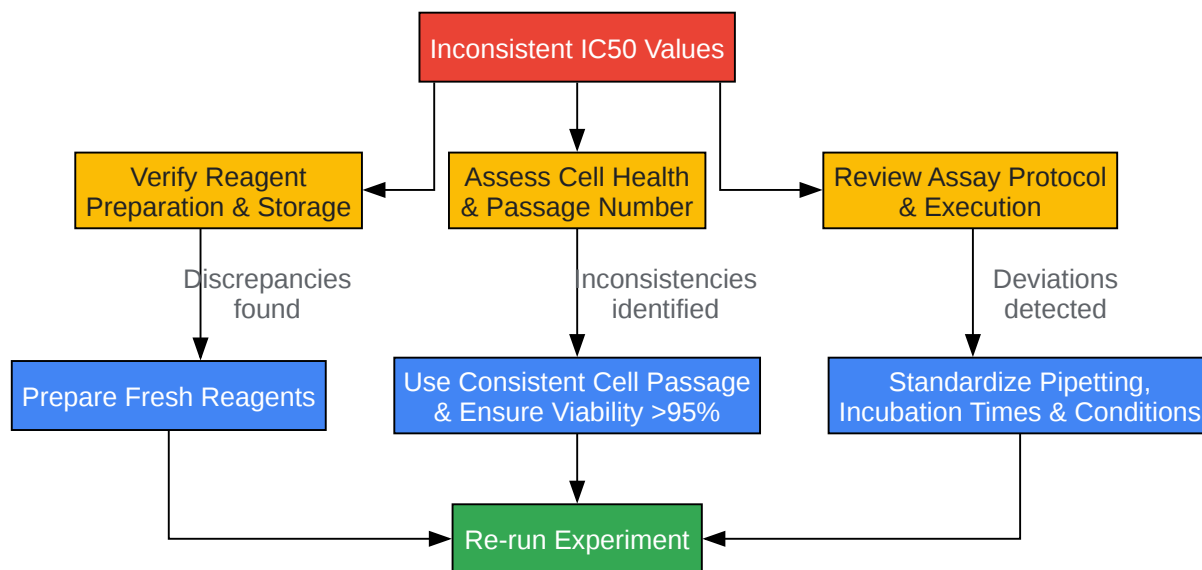 Inconsistent IC50 Values
Verify Reagent
Preparation & Storage
Assess Cell Health
& Passage Number
Review Assay Protocol
& Execution
Discrepancies
found
Inconsistencies
identified
Deviations
detected
Prepare Fresh Reagents
Use Consistent Cell Passage
& Ensure Viability >95%
Standardize Pipetting,
Incubation Times & Conditions
Re-run Experiment